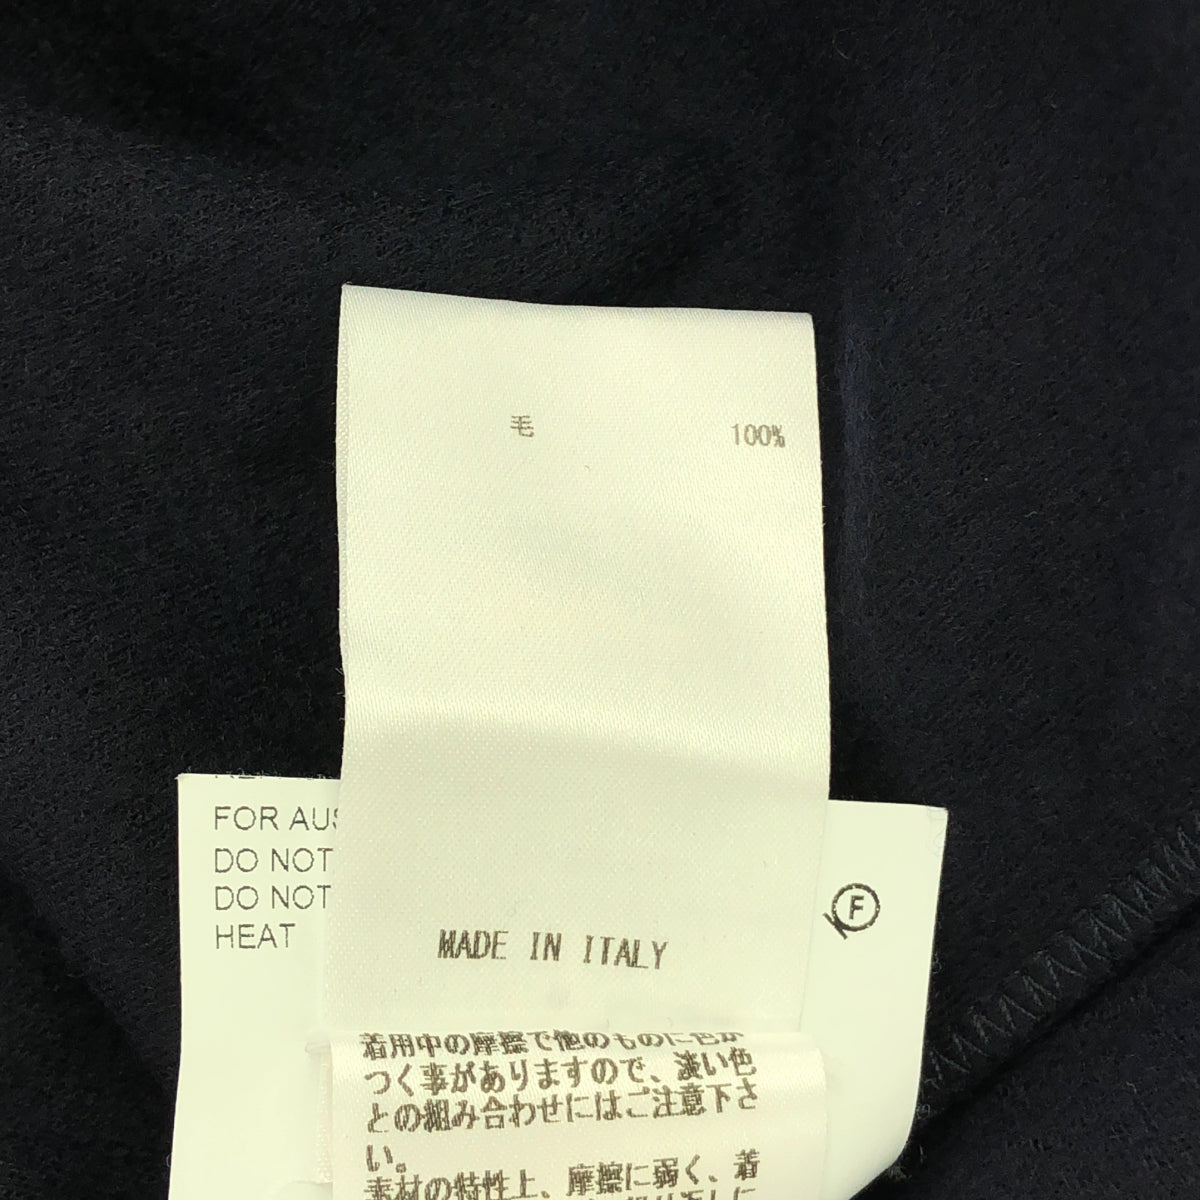 毛 100%
MADE IN ITALY
FOR AUS
DO NOT
DO NOT
HEAT
F
着用中の摩擦で他のものに色が
つく事がありますので、淡い色
との組み合わせにはご注意下さ
い。
素材の特性上、摩擦に弱く、着